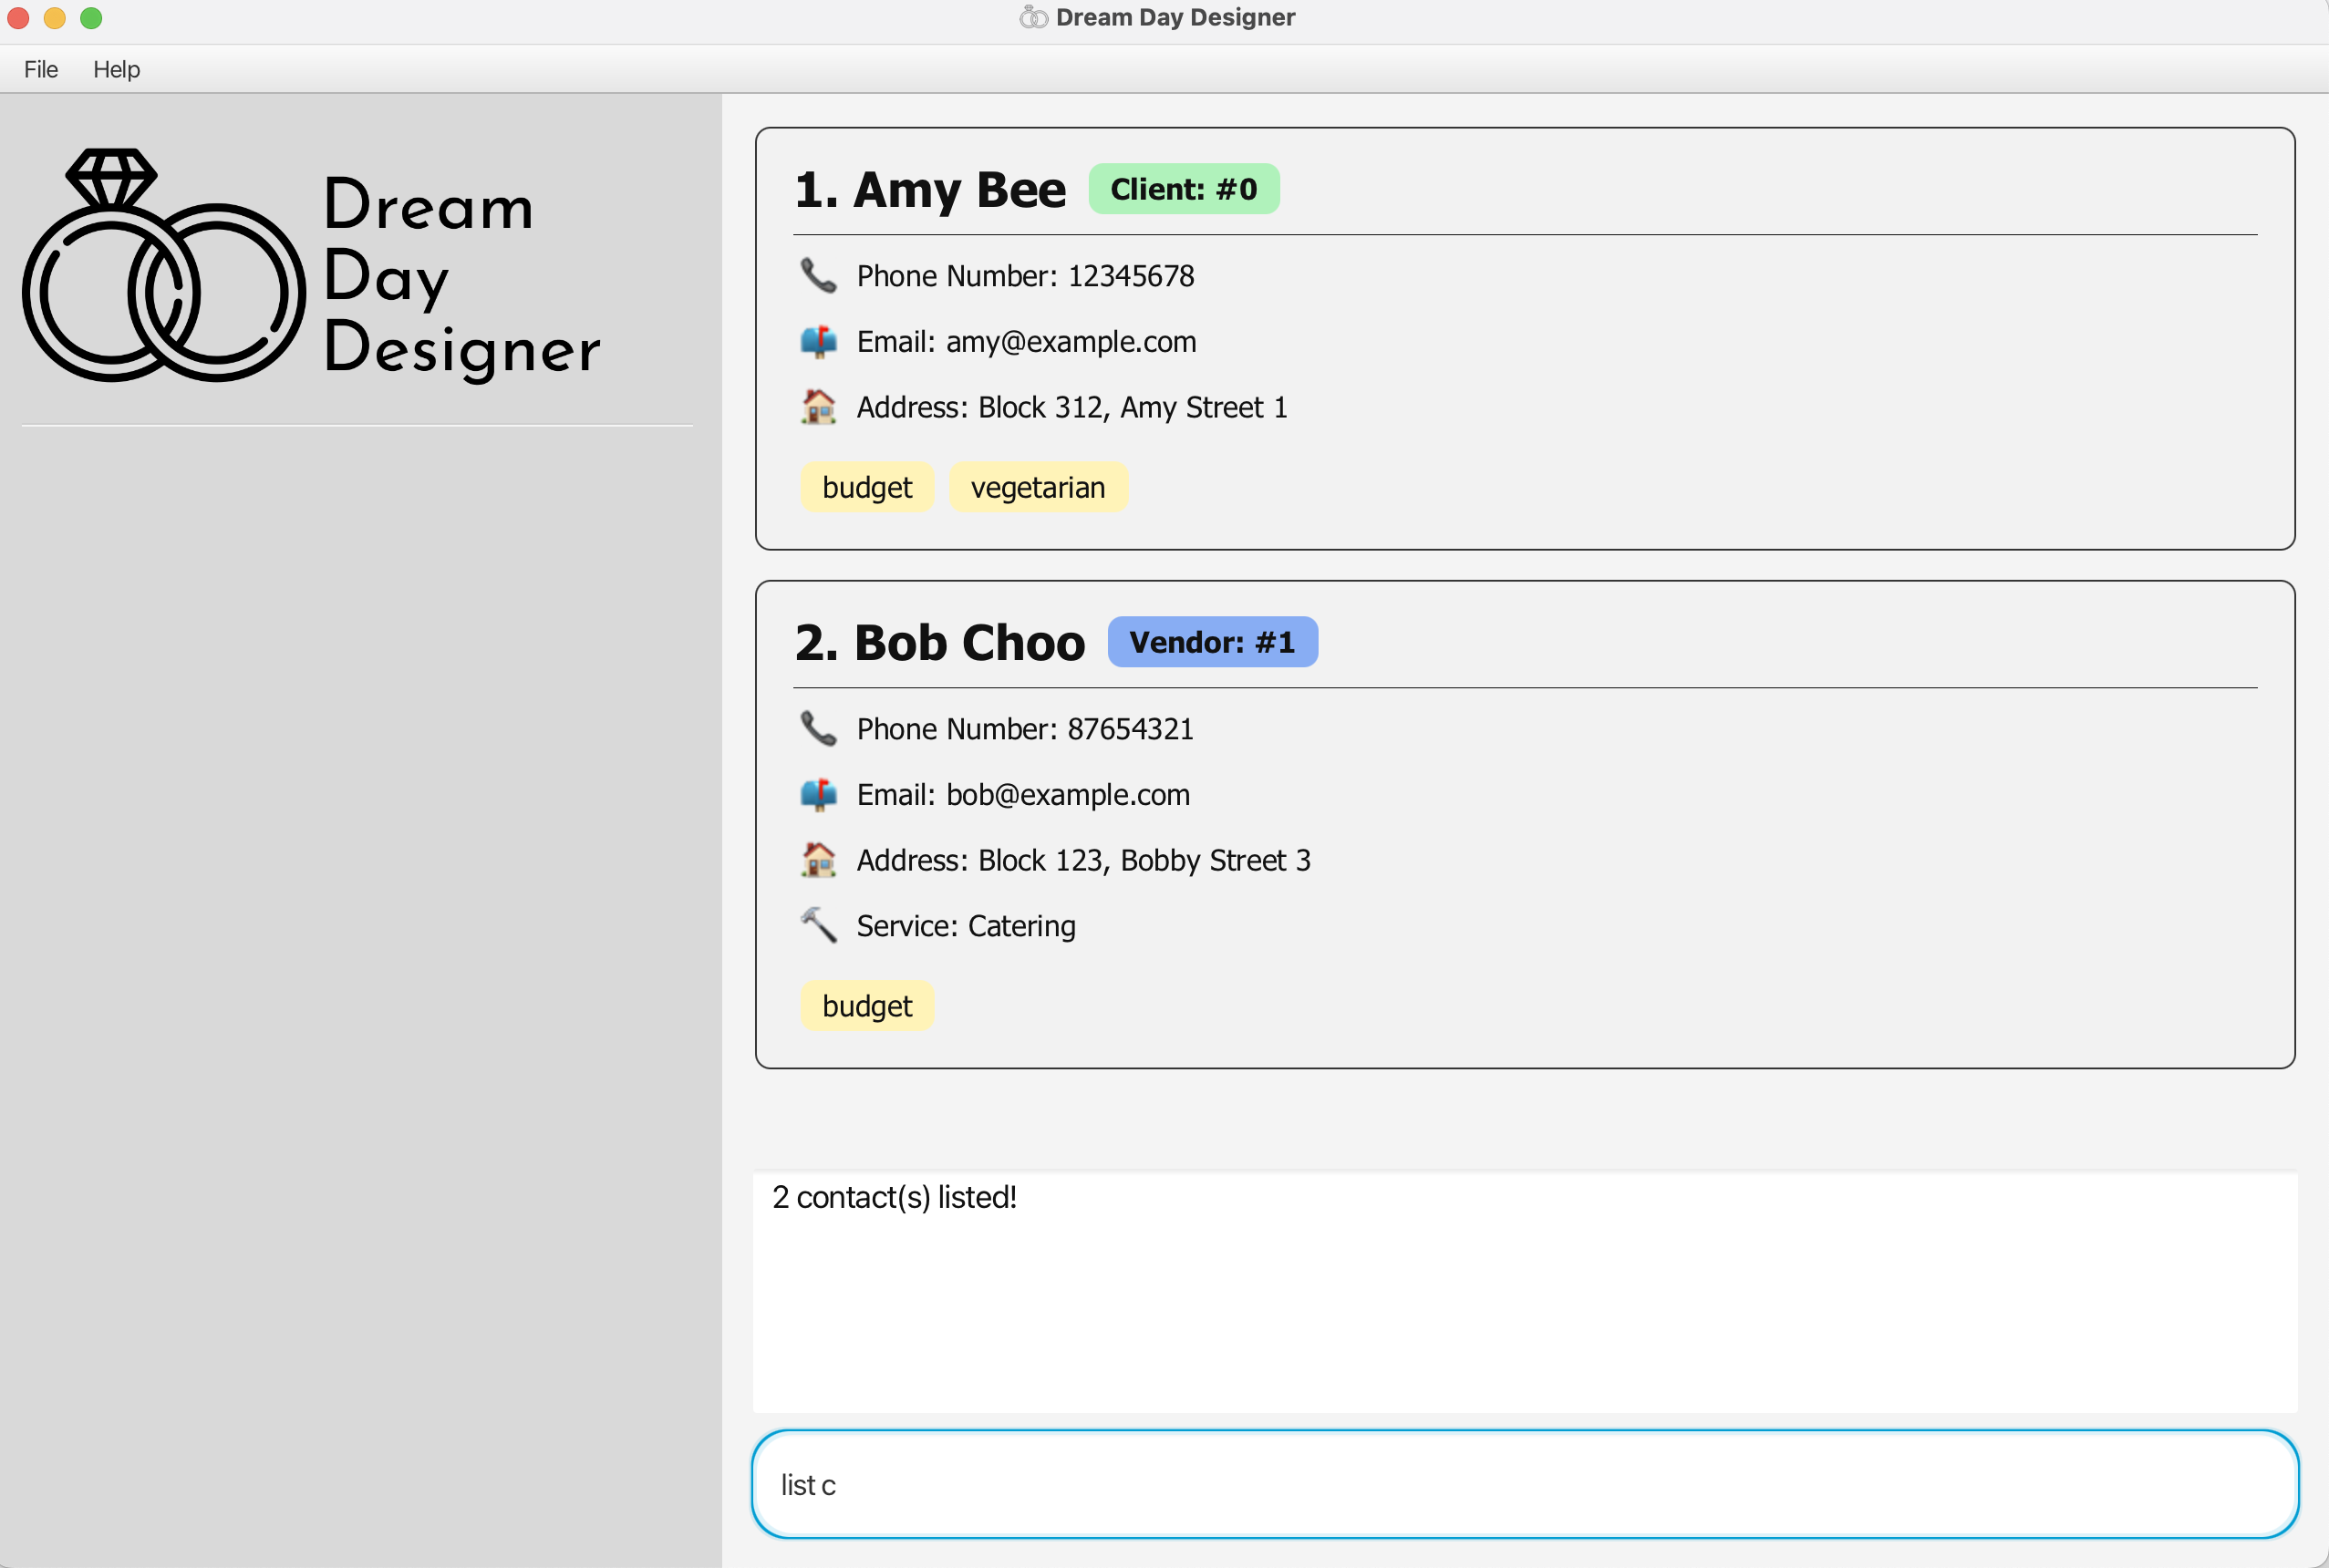 Dream Day Designer
File Help
Dream
Day
Designer
1. Amy Bee Client: #0
Phone Number: 12345678
Email: amy@example.com
Address: Block 312, Amy Street 1
budget vegetarian
2. Bob Choo Vendor: #1
Phone Number: 87654321
Email: bob@example.com
Address: Block 123, Bobby Street 3
Service: Catering
budget
2 contact(s) listed!
list c